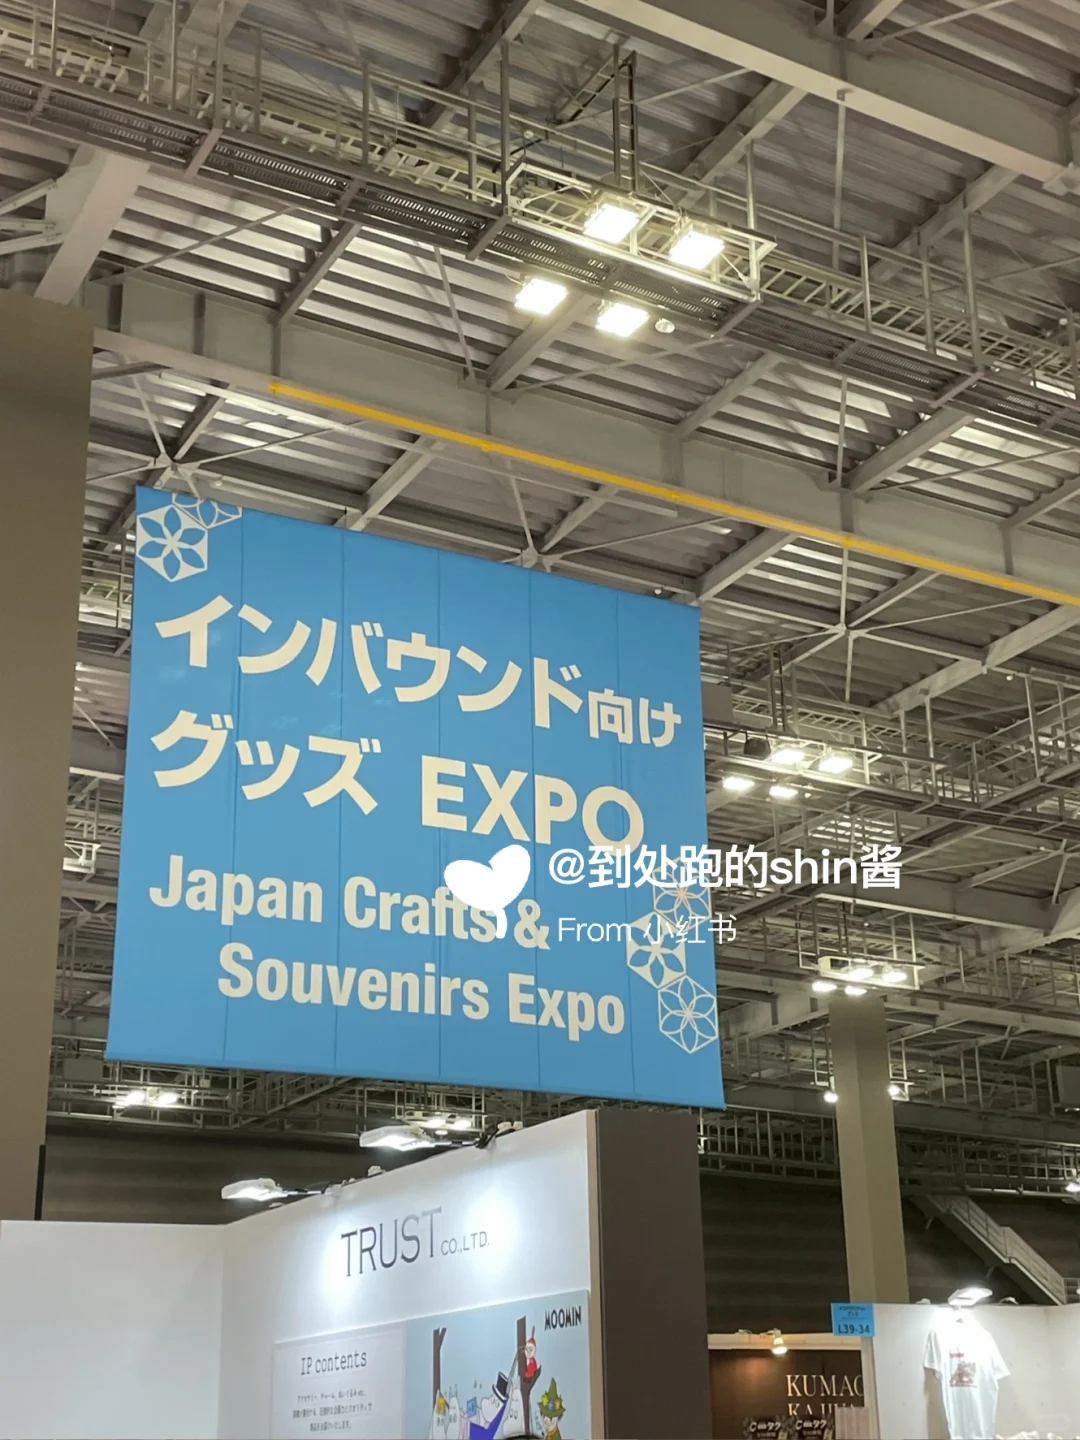 インバウンド向け
グッズ EXPO
Japan Crafts &
Souvenirs Expo
@到处跑的shin酱
From 小红书
TRUST CO.,LTD.
MOOMIN
IP contents
L39-34